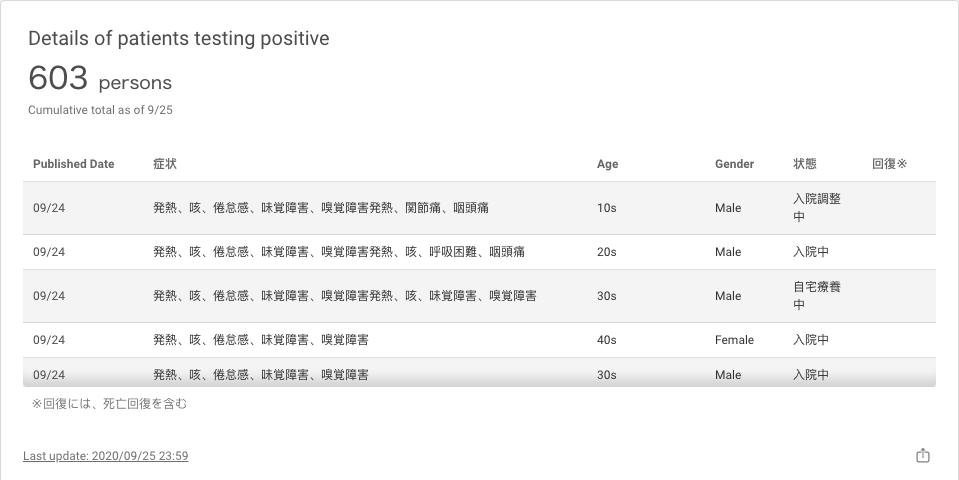 Details of patients testing positive
603 persons
Cumulative total as of 9/25
Published Date 症状 Age Gender 状態 回復※
09/24 発熱、咳、倦怠感、味覚障害、嗅覚障害発熱、関節痛、咽頭痛 10s Male 入院調整
中
09/24 発熱、咳、倦怠感、味覚障害、嗅覚障害発熱、咳、呼吸困難、咽頭痛 20s Male 入院中
09/24 発熱、咳、倦怠感、味覚障害、嗅覚障害発熱、咳、味覚障害、嗅覚障害 30s Male 自宅療養
中
09/24 発熱、咳、倦怠感、味覚障害、嗅覚障害 40s Female 入院中
09/24 発熱、咳、倦怠感、味覚障害、嗅覚障害 30s Male 入院中
※回復には、死亡回復を含む
Last update: 2020/09/25 23:59